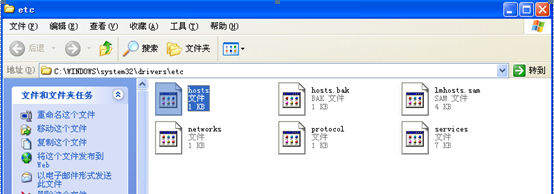 etc
文件(F) 编辑(E) 查看(V) 收藏(A) 工具(T) 帮助(H)
后退 搜索 文件夹
地址(D) C:\WINDOWS\system32\drivers\etc 转到
文件和文件夹任务
重命名这个文件
移动这个文件
复制这个文件
将这个文件发布到
Web
以电子邮件形式发送
此文件
hosts
文件
1 KB
hosts.bak
BAK 文件
1 KB
lmhosts.sam
SAM 文件
4 KB
networks
文件
1 KB
protocol
文件
1 KB
services
文件
7 KB